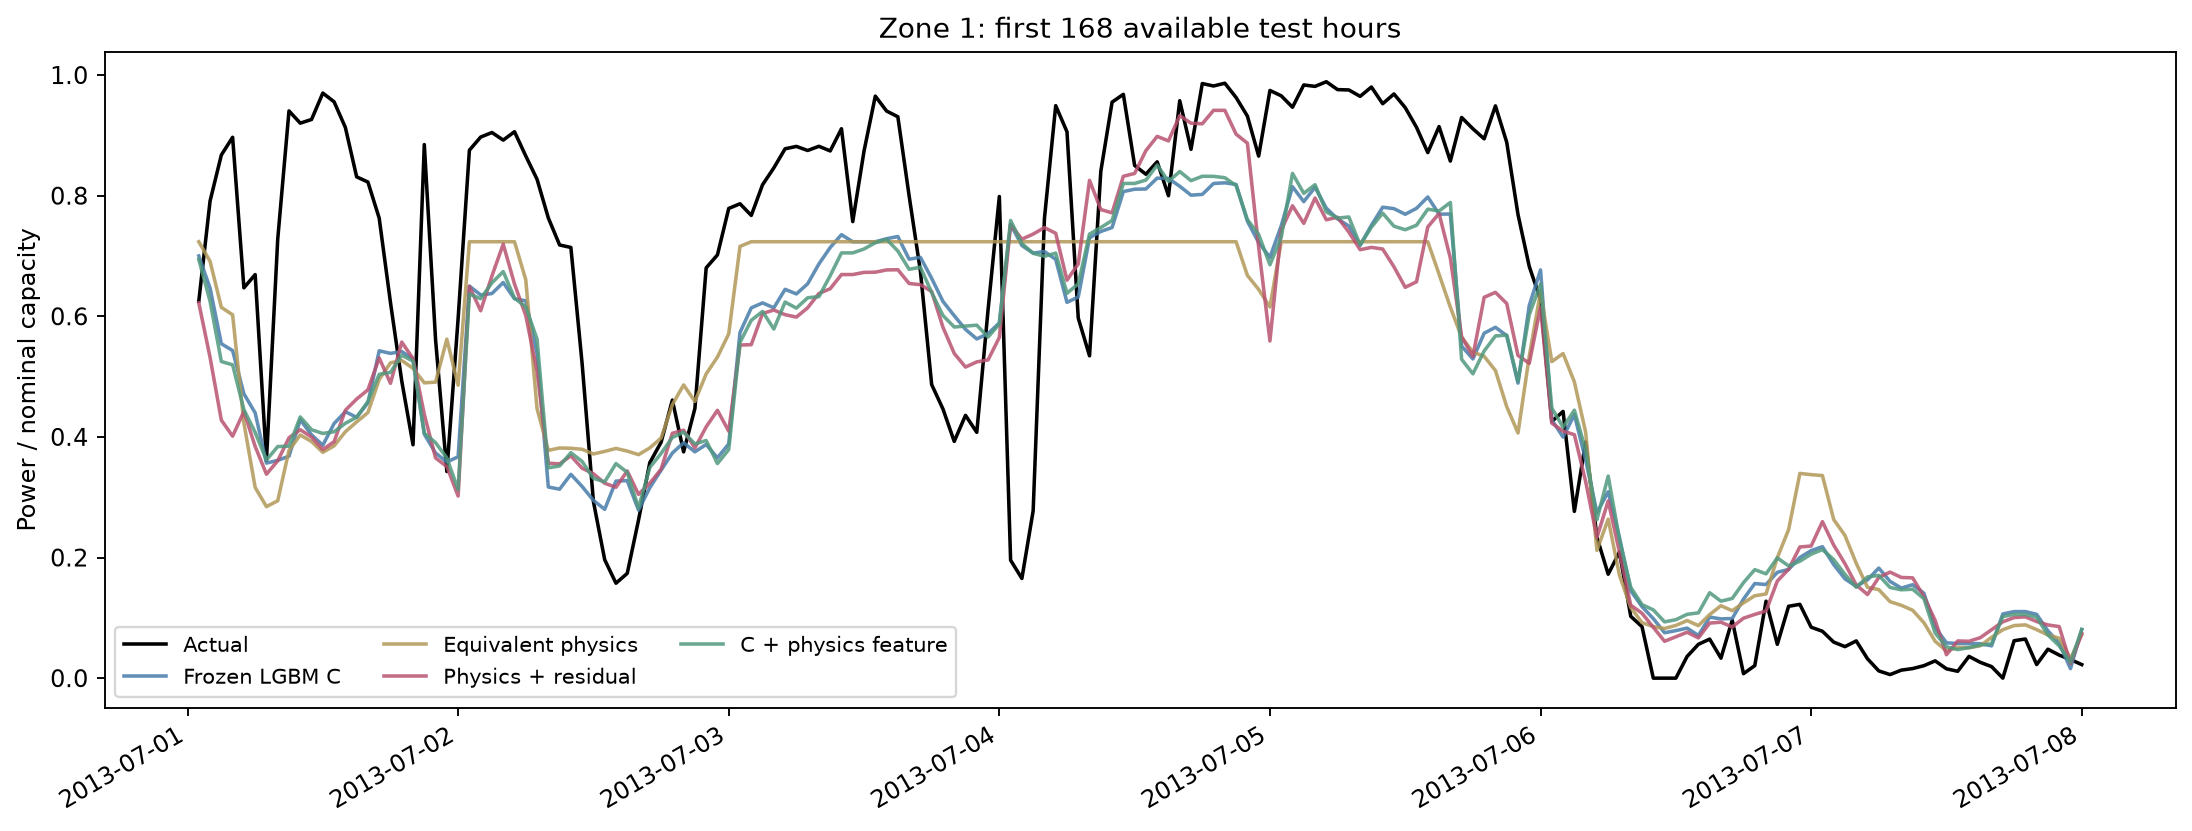 Zone 1: first 168 available test hours
Power / nominal capacity
1.0
0.8
0.6
0.4
0.2
0.0
Actual
Frozen LGBM C
Equivalent physics
Physics + residual
C + physics feature
2013-07-01
2013-07-02
2013-07-03
2013-07-04
2013-07-05
2013-07-06
2013-07-07
2013-07-08